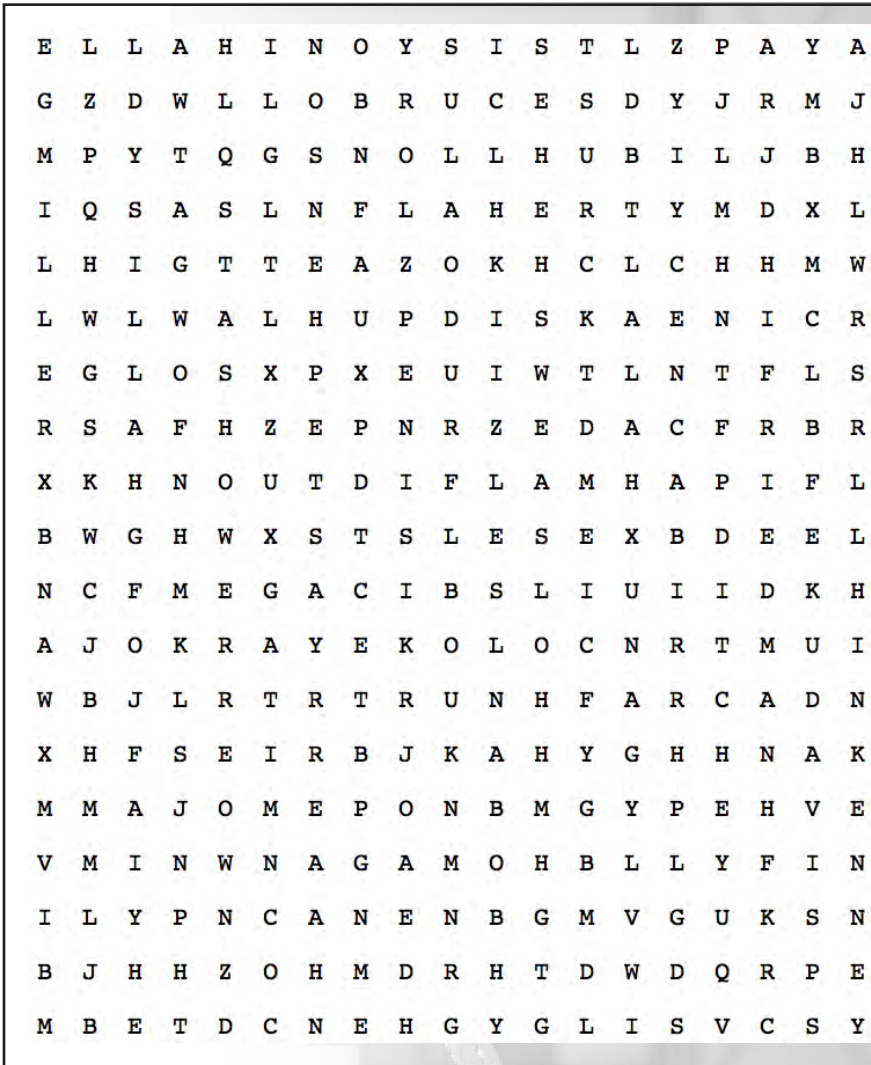 E L L A H I N O Y S I S T L Z P A Y A
G Z D W L L O B R U C E S D Y J R M J
M P Y T Q G S N O L L H U B I L J B H
I Q S A S L N F L A H E R T Y M D X L
L H I G T T E A Z O K H C L C H H M W
L W L W A L H U P D I S K A E N I C R
E G L O S X P X E U I W T L N T F L S
R S A F H Z E P N R Z E D A C F R B R
X K H N O U T D I F L A M H A P I F L
B W G H W X S T S L E S E X B D E E L
N C F M E G A C I B S L I U I I D K H
A J O K R A Y E K O L O C N R T M U I
W B J L R T R T R U N H F A R C A D N
X H F S E I R B J K A H Y G H H N A K
M M A J O M E P O N B M G Y P E H V E
V M I N W N A G A M O H B L L Y F I N
I L Y P N C A N E N B G M V G U K S N
B J H H Z O H M D R H T D W D Q R P E
M B E T D C N E H G Y G L I S V C S Y